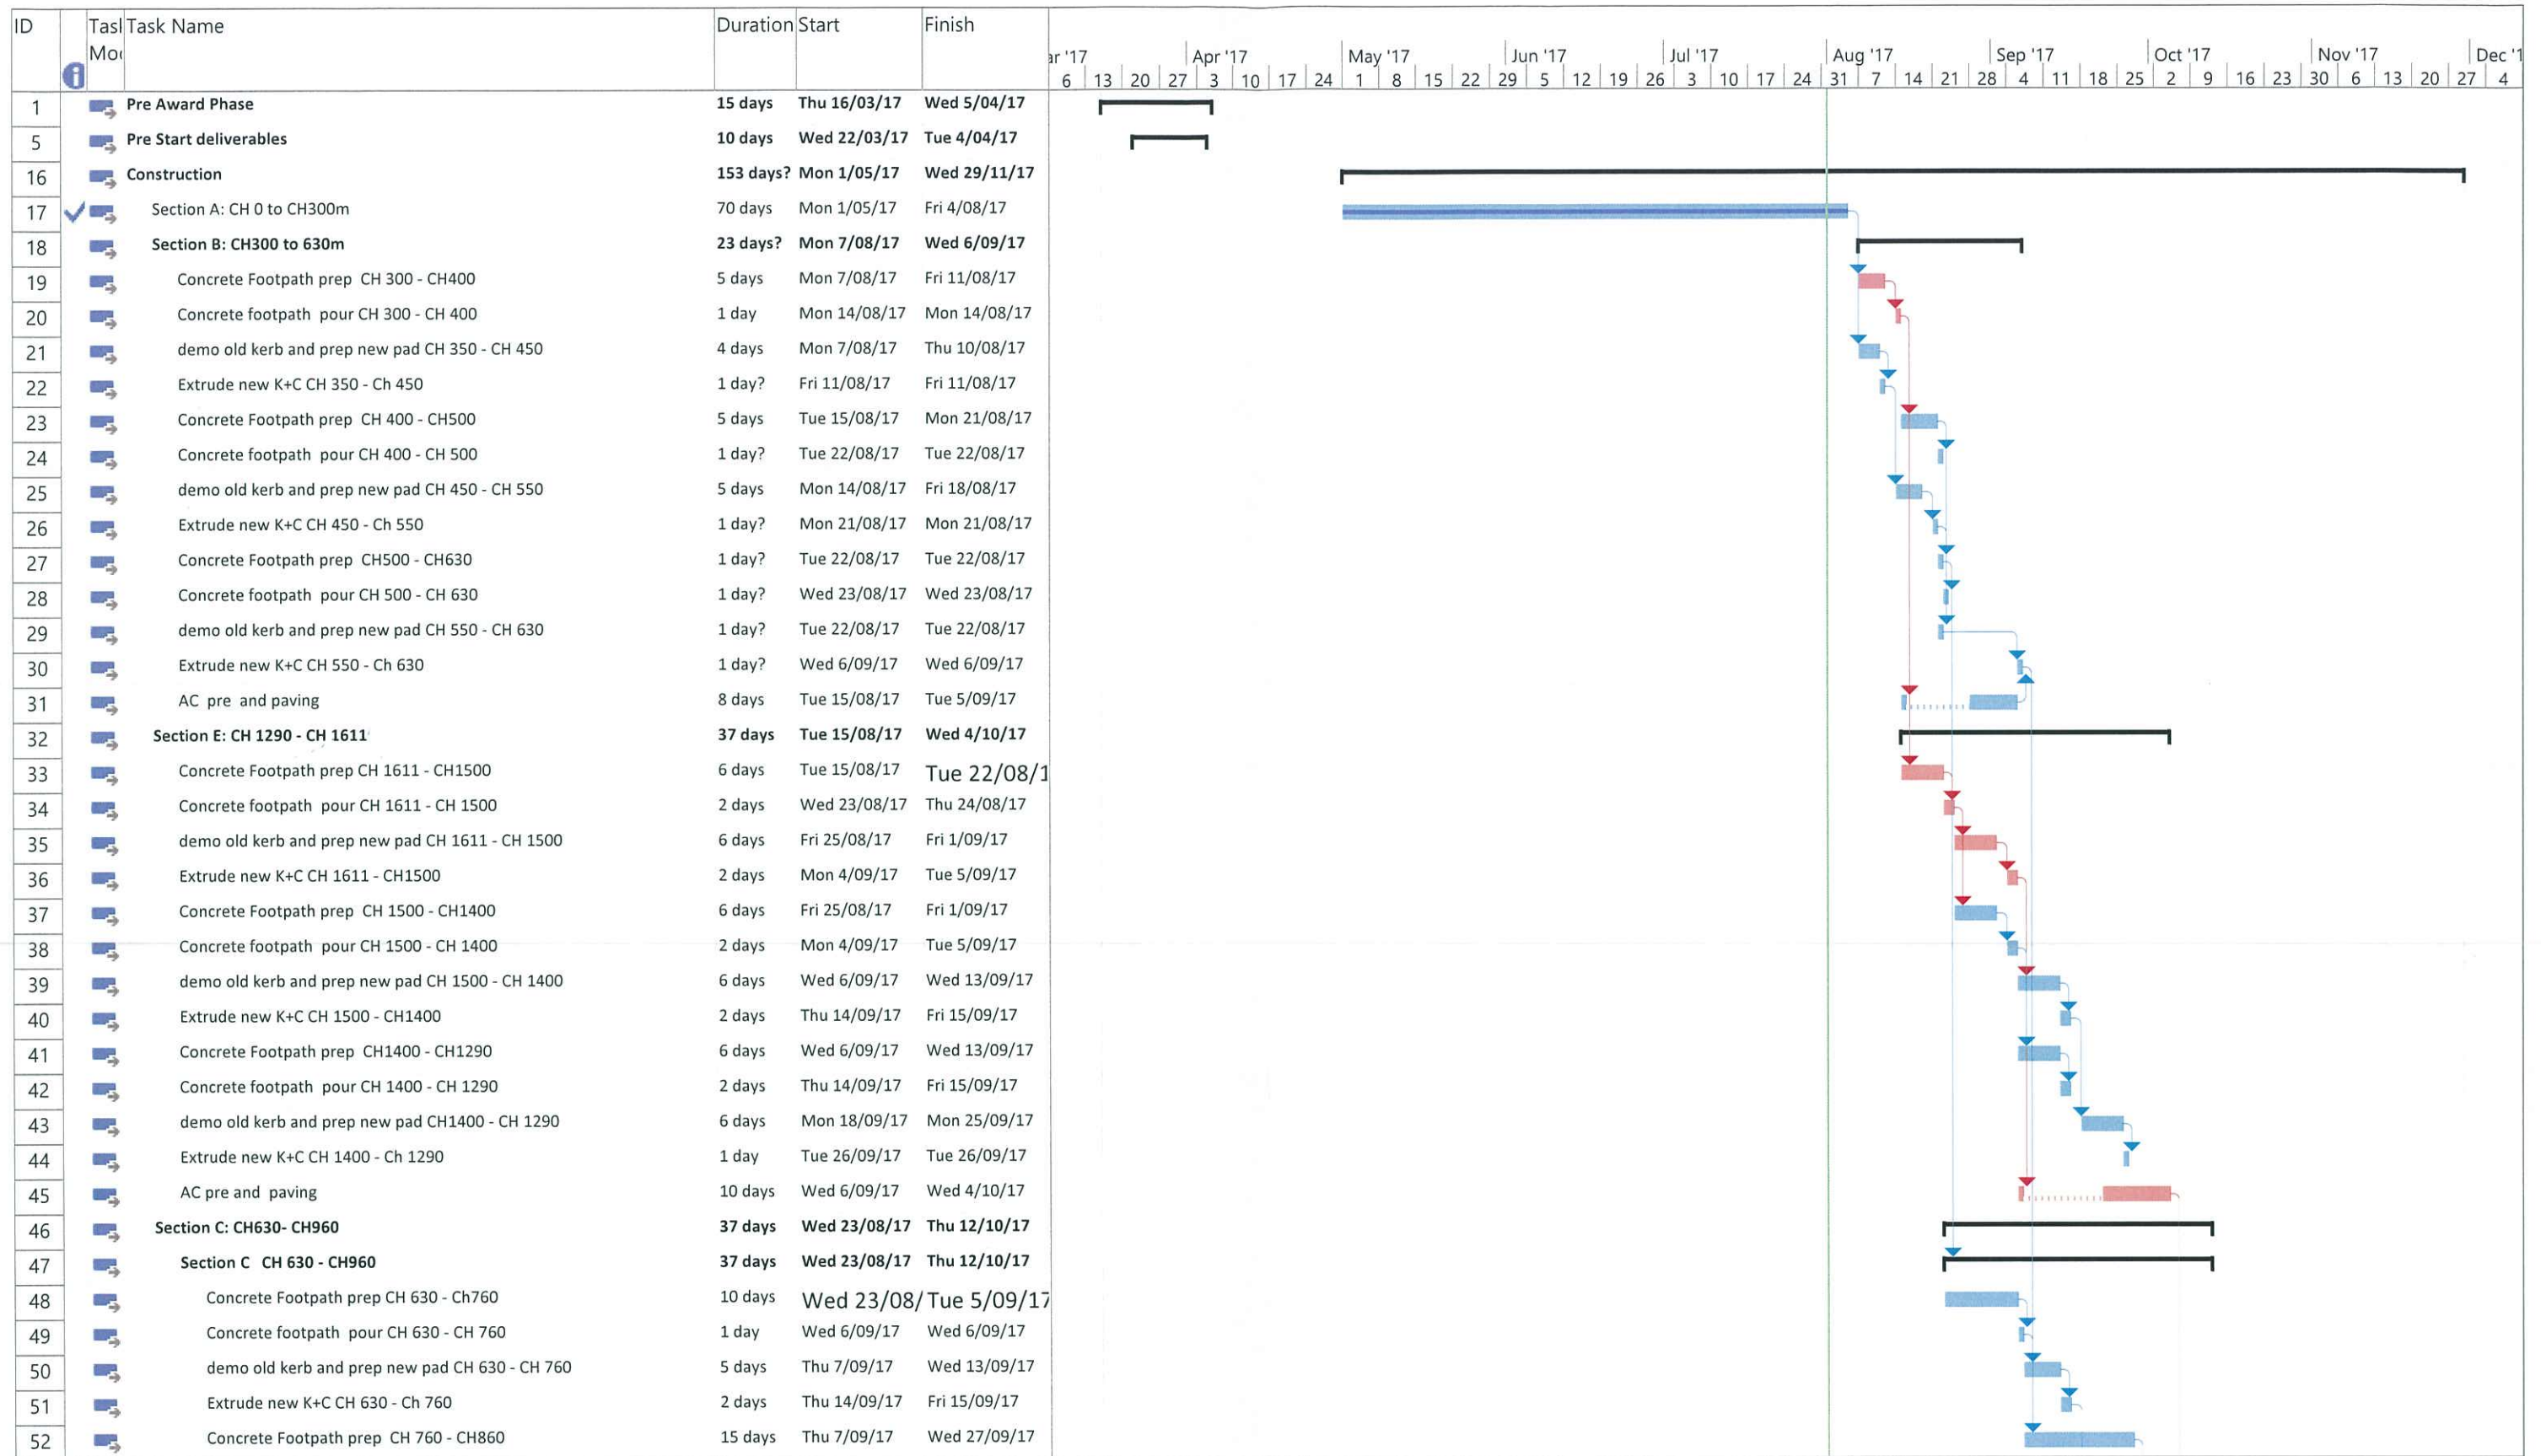 ID Task Name Duration Start Finish
Mar '17 Apr '17 May '17 Jun '17 Jul '17 Aug '17 Sep '17 Oct '17 Nov '17 Dec '1
6 13 20 27 3 10 17 24 1 8 15 22 29 5 12 19 26 3 10 17 24 31 7 14 21 28 4 11 18 25 2 9 16 23 30 6 13 20 27 4
1 Pre Award Phase 15 days Thu 16/03/17 Wed 5/04/17
5 Pre Start deliverables 10 days Wed 22/03/17 Tue 4/04/17
16 Construction 153 days? Mon 1/05/17 Wed 29/11/17
17 Section A: CH 0 to CH300m 70 days Mon 1/05/17 Fri 4/08/17
18 Section B: CH300 to 630m 23 days? Mon 7/08/17 Wed 6/09/17
19 Concrete Footpath prep CH 300 - CH400 5 days Mon 7/08/17 Fri 11/08/17
20 Concrete footpath pour CH 300 - CH 400 1 day Mon 14/08/17 Mon 14/08/17
21 demo old kerb and prep new pad CH 350 - CH 450 4 days Mon 7/08/17 Thu 10/08/17
22 Extrude new K+C CH 350 - Ch 450 1 day? Fri 11/08/17 Fri 11/08/17
23 Concrete Footpath prep CH 400 - CH500 5 days Tue 15/08/17 Mon 21/08/17
24 Concrete footpath pour CH 400 - CH 500 1 day? Tue 22/08/17 Tue 22/08/17
25 demo old kerb and prep new pad CH 450 - CH 550 5 days Mon 14/08/17 Fri 18/08/17
26 Extrude new K+C CH 450 - Ch 550 1 day? Mon 21/08/17 Mon 21/08/17
27 Concrete Footpath prep CH500 - CH630 1 day? Tue 22/08/17 Tue 22/08/17
28 Concrete footpath pour CH 500 - CH 630 1 day? Wed 23/08/17 Wed 23/08/17
29 demo old kerb and prep new pad CH 550 - CH 630 1 day? Tue 22/08/17 Tue 22/08/17
30 Extrude new K+C CH 550 - Ch 630 1 day? Wed 6/09/17 Wed 6/09/17
31 AC pre and paving 8 days Tue 15/08/17 Tue 5/09/17
32 Section E: CH 1290 - CH 1611 37 days Tue 15/08/17 Wed 4/10/17
33 Concrete Footpath prep CH 1611 - CH1500 6 days Tue 15/08/17 Tue 22/08/1
34 Concrete footpath pour CH 1611 - CH 1500 2 days Wed 23/08/17 Thu 24/08/17
35 demo old kerb and prep new pad CH 1611 - CH 1500 6 days Fri 25/08/17 Fri 1/09/17
36 Extrude new K+C CH 1611 - CH1500 2 days Mon 4/09/17 Tue 5/09/17
37 Concrete Footpath prep CH 1500 - CH1400 6 days Fri 25/08/17 Fri 1/09/17
38 Concrete footpath pour CH 1500 - CH 1400 2 days Mon 4/09/17 Tue 5/09/17
39 demo old kerb and prep new pad CH 1500 - CH 1400 6 days Wed 6/09/17 Wed 13/09/17
40 Extrude new K+C CH 1500 - CH1400 2 days Thu 14/09/17 Fri 15/09/17
41 Concrete Footpath prep CH1400 - CH1290 6 days Wed 6/09/17 Wed 13/09/17
42 Concrete footpath pour CH 1400 - CH 1290 2 days Thu 14/09/17 Fri 15/09/17
43 demo old kerb and prep new pad CH1400 - CH 1290 6 days Mon 18/09/17 Mon 25/09/17
44 Extrude new K+C CH 1400 - Ch 1290 1 day Tue 26/09/17 Tue 26/09/17
45 AC pre and paving 10 days Wed 6/09/17 Wed 4/10/17
46 Section C: CH630- CH960 37 days Wed 23/08/17 Thu 12/10/17
47 Section C CH 630 - CH960 37 days Wed 23/08/17 Thu 12/10/17
48 Concrete Footpath prep CH 630 - Ch760 10 days Wed 23/08/ Tue 5/09/17
49 Concrete footpath pour CH 630 - CH 760 1 day Wed 6/09/17 Wed 6/09/17
50 demo old kerb and prep new pad CH 630 - CH 760 5 days Thu 7/09/17 Wed 13/09/17
51 Extrude new K+C CH 630 - Ch 760 2 days Thu 14/09/17 Fri 15/09/17
52 Concrete Footpath prep CH 760 - CH860 15 days Thu 7/09/17 Wed 27/09/17